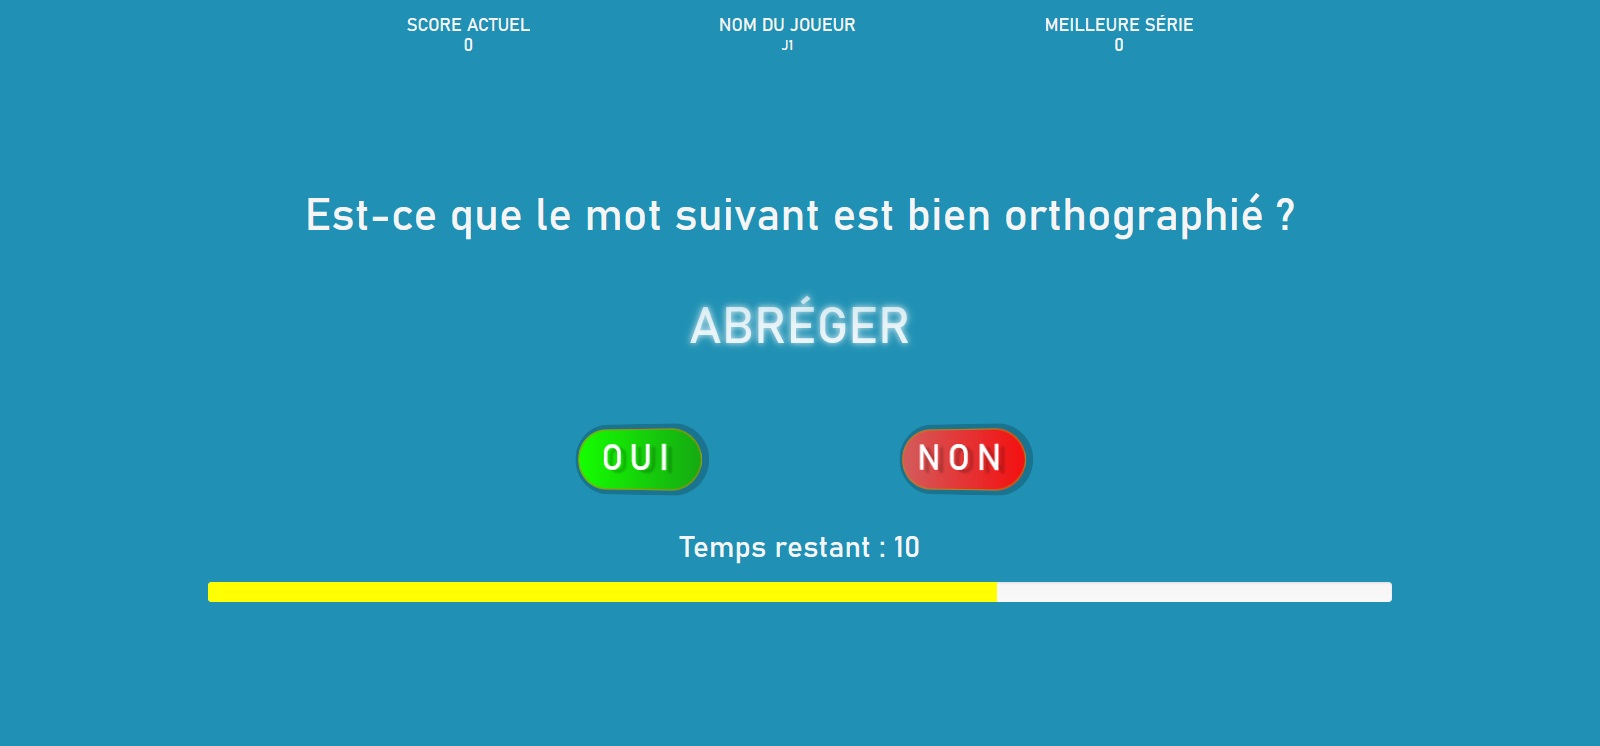 SCORE ACTUEL
0
NOM DU JOUEUR
J1
MEILLEURE SÉRIE
0
Est-ce que le mot suivant est bien orthographié ?
ABRÉGER
OUI
NON
Temps restant : 10